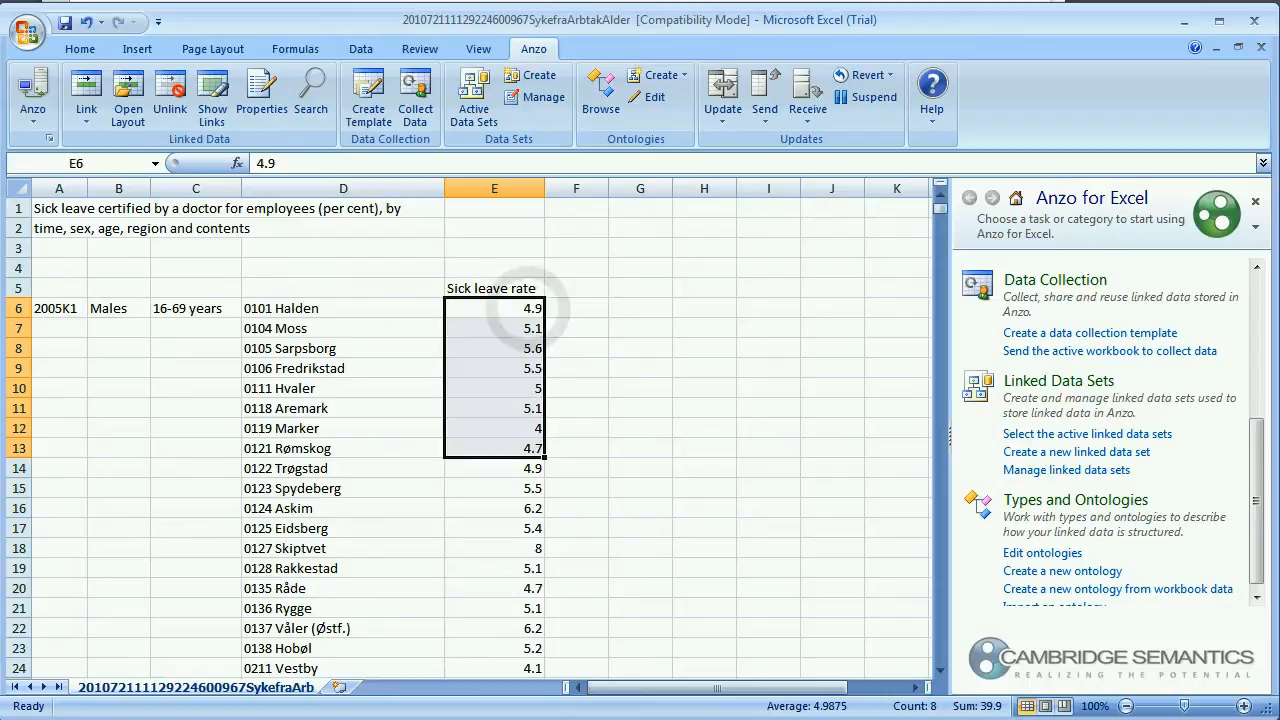 201072111129224600967SykefraArbtakAlder [Compatibility Mode] - Microsoft Excel (Trial)
Home Insert Page Layout Formulas Data Review View Anzo
Anzo
Link
Open Layout
Unlink
Show Links
Properties
Search
Linked Data
Create Template
Collect Data
Data Collection
Active Data Sets
Create
Manage
Data Sets
Browse
Create
Edit
Ontologies
Update
Send
Receive
Revert
Suspend
Updates
Help
E6 fx 4.9
A B C D E F G H I J K
1 Sick leave certified by a doctor for employees (per cent), by
2 time, sex, age, region and contents
3
4
5 Sick leave rate
6 2005K1 Males 16-69 years 0101 Halden 4.9
7 0104 Moss 5.1
8 0105 Sarpsborg 5.6
9 0106 Fredrikstad 5.5
10 0111 Hvaler 5
11 0118 Aremark 5.1
12 0119 Marker 4
13 0121 Rømskog 4.7
14 0122 Trøgstad 4.9
15 0123 Spydeberg 5.5
16 0124 Askim 6.2
17 0125 Eidsberg 5.4
18 0127 Skiptvet 8
19 0128 Rakkestad 5.1
20 0135 Råde 4.7
21 0136 Rygge 5.1
22 0137 Våler (Østf.) 6.2
23 0138 Hobøl 5.2
24 0211 Vestby 4.1
Anzo for Excel
Choose a task or category to start using
Anzo for Excel.
Data Collection
Collect, share and reuse linked data stored in
Anzo.
Create a data collection template
Send the active workbook to collect data
Linked Data Sets
Create and manage linked data sets used to
store linked data in Anzo.
Select the active linked data sets
Create a new linked data set
Manage linked data sets
Types and Ontologies
Work with types and ontologies to describe
how your linked data is structured.
Edit ontologies
Create a new ontology
Create a new ontology from workbook data
CAMBRIDGE SEMANTICS
REALIZING THE POTENTIAL
201072111129224600967SykefraArb
Ready Average: 4.9875 Count: 8 Sum: 39.9 100%